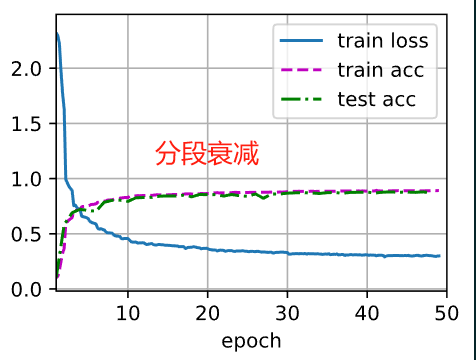 train loss
train acc
test acc
分段衰减
2.0
1.5
1.0
0.5
0.0
10 20 30 40 50
epoch